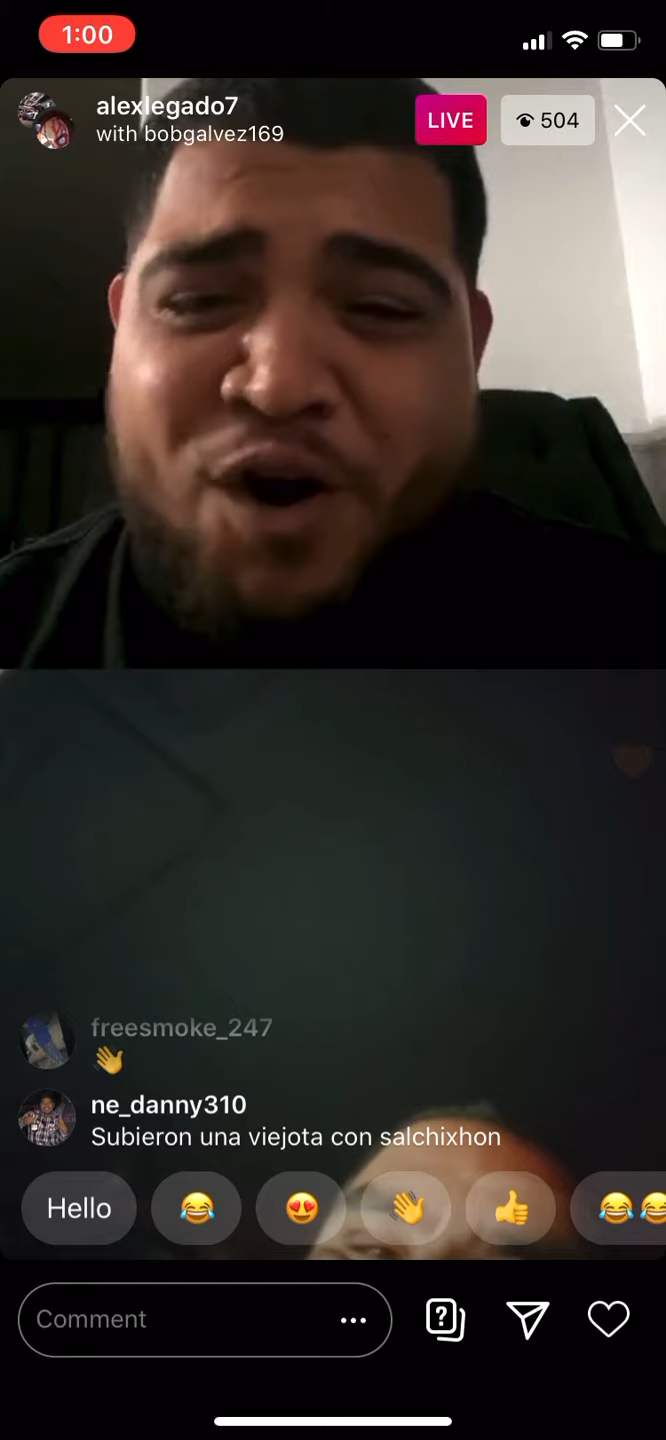 1:00
alexlegado7
with bobgalvez169
LIVE
504
freesmoke_247
👋
ne_danny310
Subieron una viejota con salchixhon
Hello 😂 😍 👋 👍 😂😂
Comment